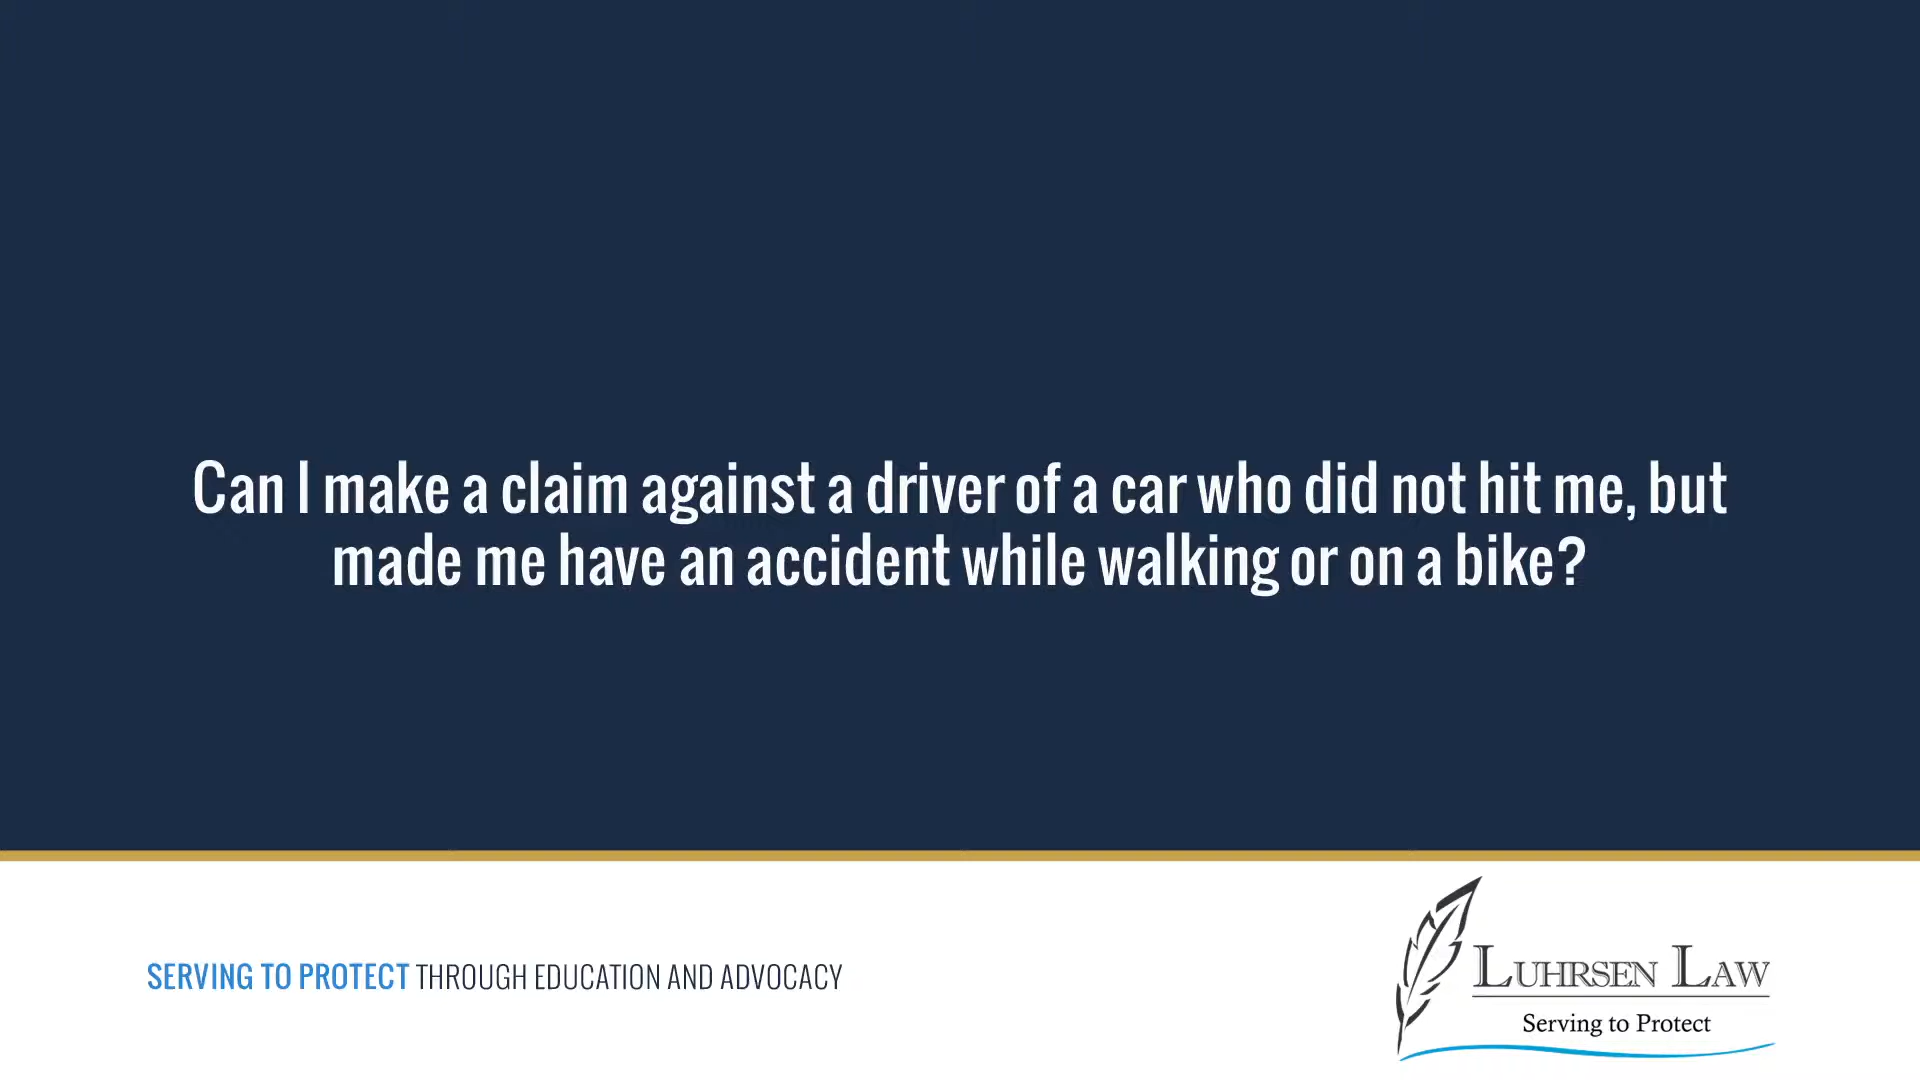 Can I make a claim against a driver of a car who did not hit me, but
made me have an accident while walking or on a bike?
SERVING TO PROTECT THROUGH EDUCATION AND ADVOCACY
LUHRSEN LAW
Serving to Protect